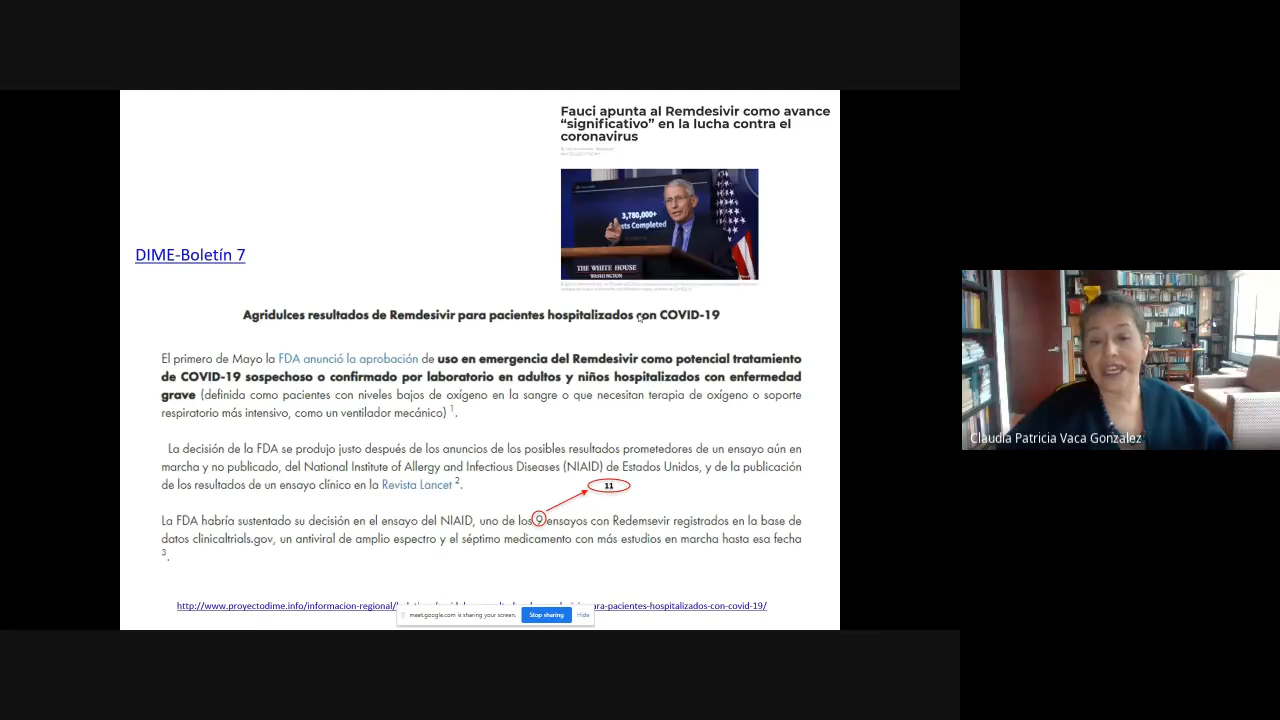 Fauci apunta al Remdesivir como avance
“significativo” en la lucha contra el
coronavirus
3,780,000+
sts Completed
THE WHITE HOUSE
WASHINGTON
DIME-Boletín 7
Agridulces resultados de Remdesivir para pacientes hospitalizados con COVID-19
El primero de Mayo la FDA anunció la aprobación de uso en emergencia del Remdesivir como potencial tratamiento
de COVID-19 sospechoso o confirmado por laboratorio en adultos y niños hospitalizados con enfermedad
grave (definida como pacientes con niveles bajos de oxígeno en la sangre o que necesitan terapia de oxígeno o soporte
respiratorio más intensivo, como un ventilador mecánico) 1.
La decisión de la FDA se produjo justo después de los anuncios de los posibles resultados prometedores de un ensayo aún en
marcha y no publicado, del National Institute of Allergy and Infectious Diseases (NIAID) de Estados Unidos, y de la publicación
de los resultados de un ensayo clínico en la Revista Lancet 2.
11
La FDA habría sustentado su decisión en el ensayo del NIAID, uno de los 9 ensayos con Redemsevir registrados en la base de
datos clinicaltrials.gov, un antiviral de amplio espectro y el séptimo medicamento con más estudios en marcha hasta esa fecha
3.
http://www.proyectodime.info/informacion-regional/ para-pacientes-hospitalizados-con-covid-19/
meet.google.com is sharing your screen. Stop sharing Hide
Claudia Patricia Vaca Gonzalez